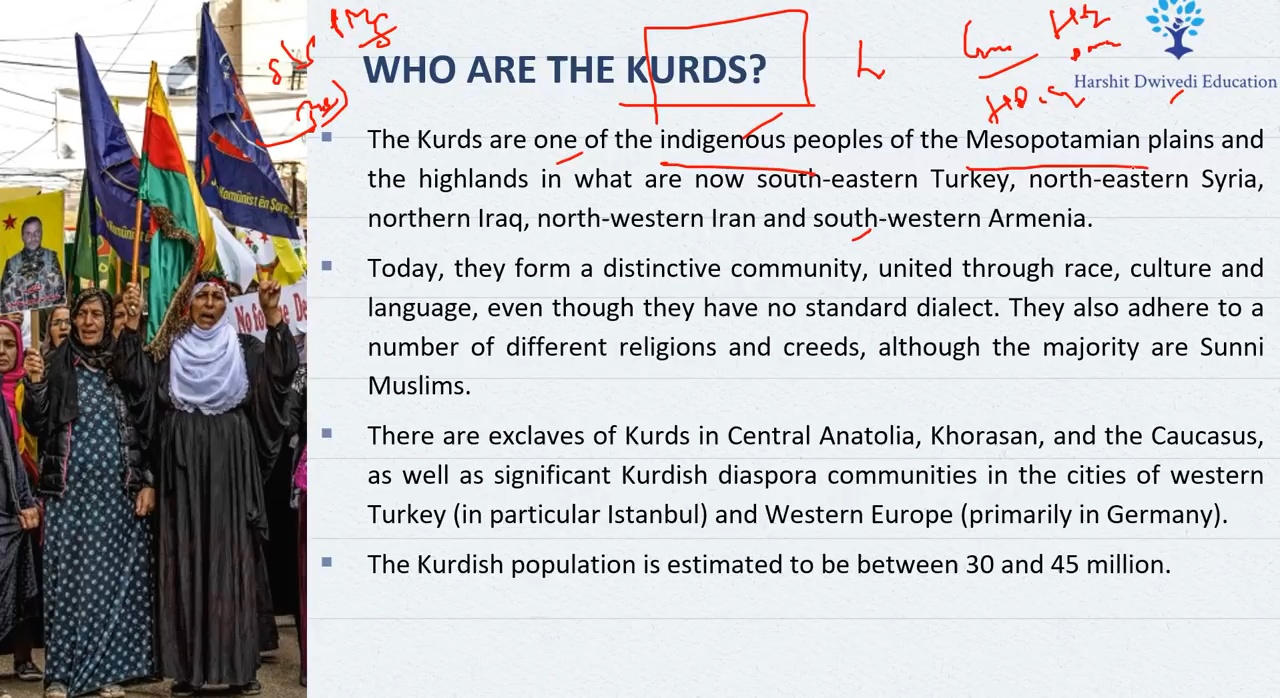 WHO ARE THE KURDS?
Harshit Dwivedi Education
The Kurds are one of the indigenous peoples of the Mesopotamian plains and
the highlands in what are now south-eastern Turkey, north-eastern Syria,
northern Iraq, north-western Iran and south-western Armenia.
Today, they form a distinctive community, united through race, culture and
language, even though they have no standard dialect. They also adhere to a
number of different religions and creeds, although the majority are Sunni
Muslims.
There are exclaves of Kurds in Central Anatolia, Khorasan, and the Caucasus,
as well as significant Kurdish diaspora communities in the cities of western
Turkey (in particular Istanbul) and Western Europe (primarily in Germany).
The Kurdish population is estimated to be between 30 and 45 million.